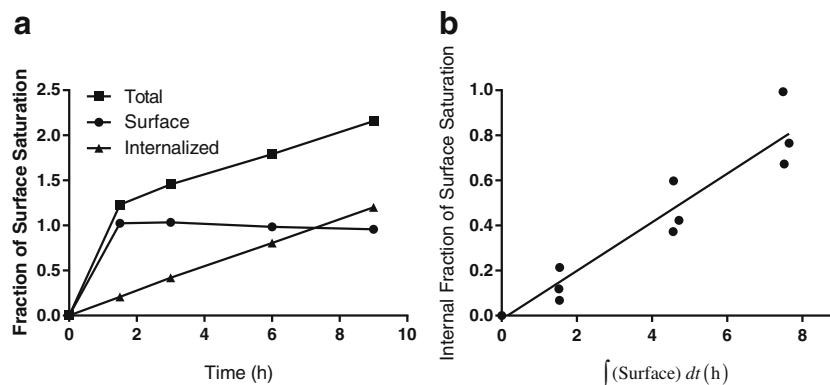 a
Fraction of Surface Saturation
2.5
2.0
1.5
1.0
0.5
0.0
Total
Surface
Internalized
0 2 4 6 8 10
Time (h)
b
Internal Fraction of Surface Saturation
1.0
0.8
0.6
0.4
0.2
0.0
0 2 4 6 8
∫(Surface) dt (h)